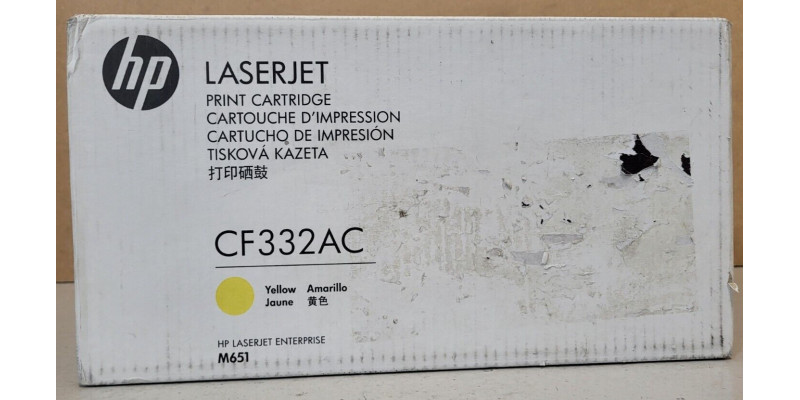 hp
LASERJET
PRINT CARTRIDGE
CARTOUCHE D'IMPRESSION
CARTUCHO DE IMPRESIÓN
TISKOVÁ KAZETA
打印硒鼓
CF332AC
Yellow Amarillo
Jaune 黄色
HP LASERJET ENTERPRISE
M651